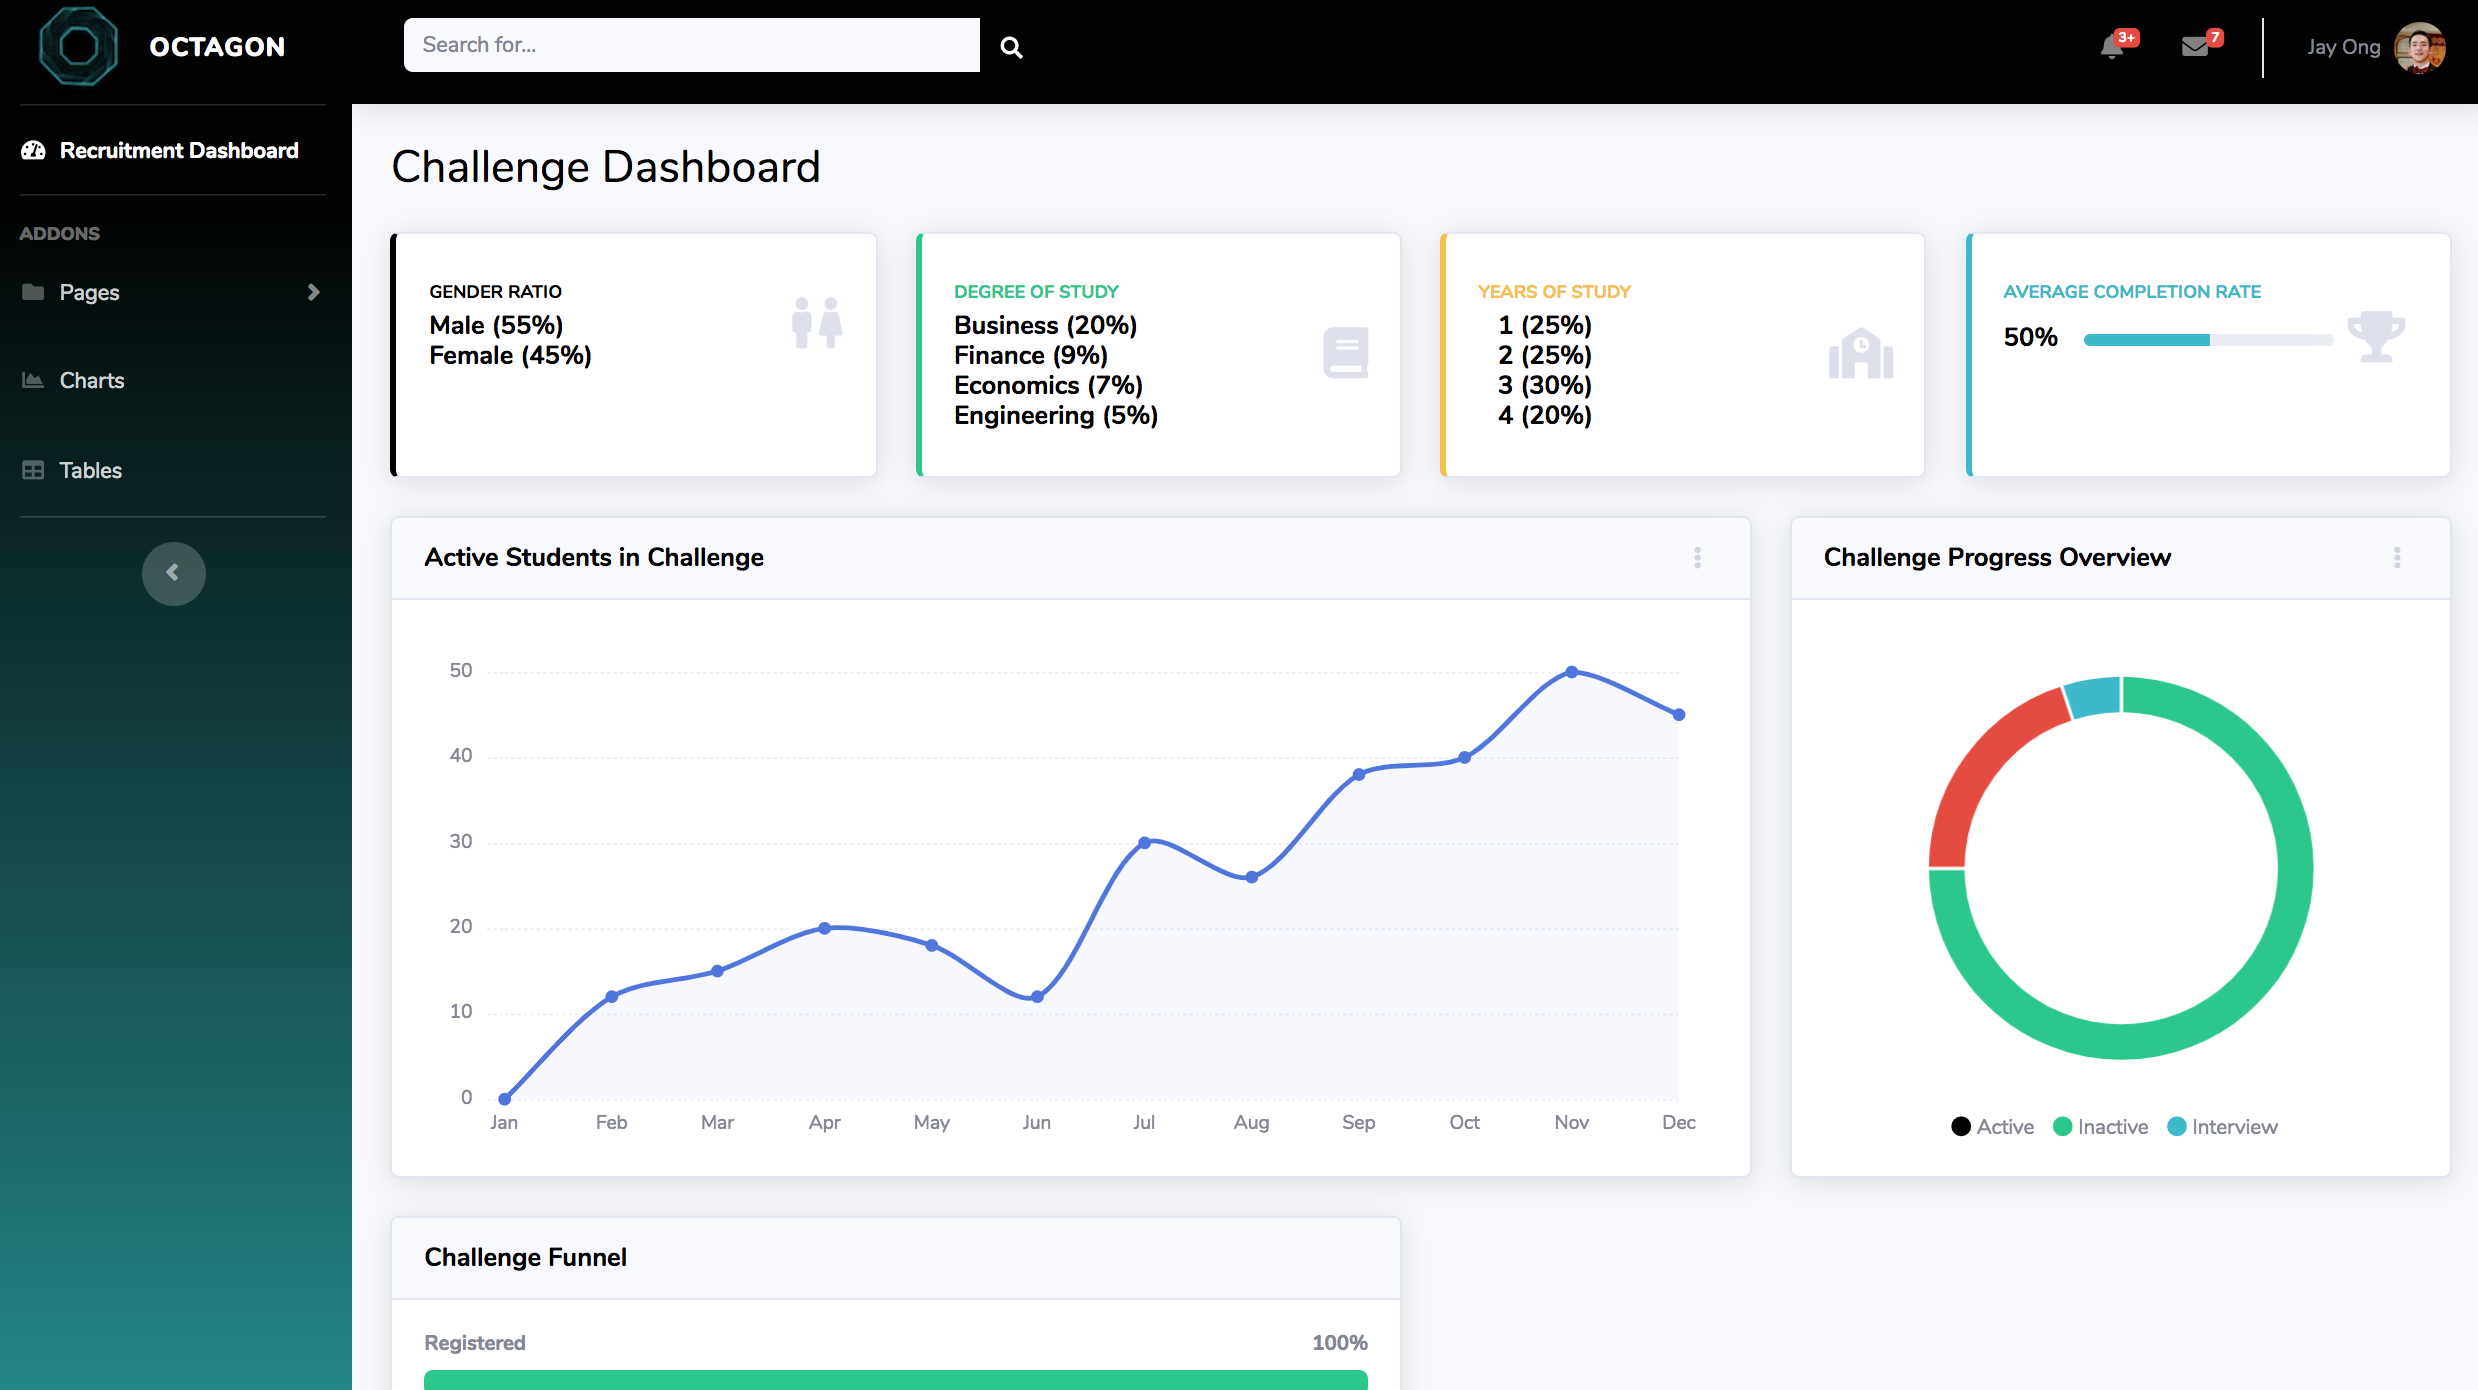 OCTAGON
Search for...
3+
7
Jay Ong
Recruitment Dashboard
ADDONS
Pages
Charts
Tables
Challenge Dashboard
GENDER RATIO
Male (55%)
Female (45%)
DEGREE OF STUDY
Business (20%)
Finance (9%)
Economics (7%)
Engineering (5%)
YEARS OF STUDY
1 (25%)
2 (25%)
3 (30%)
4 (20%)
AVERAGE COMPLETION RATE
50%
Active Students in Challenge
50
40
30
20
10
0
Jan Feb Mar Apr May Jun Jul Aug Sep Oct Nov Dec
Challenge Progress Overview
Active Inactive Interview
Challenge Funnel
Registered 100%